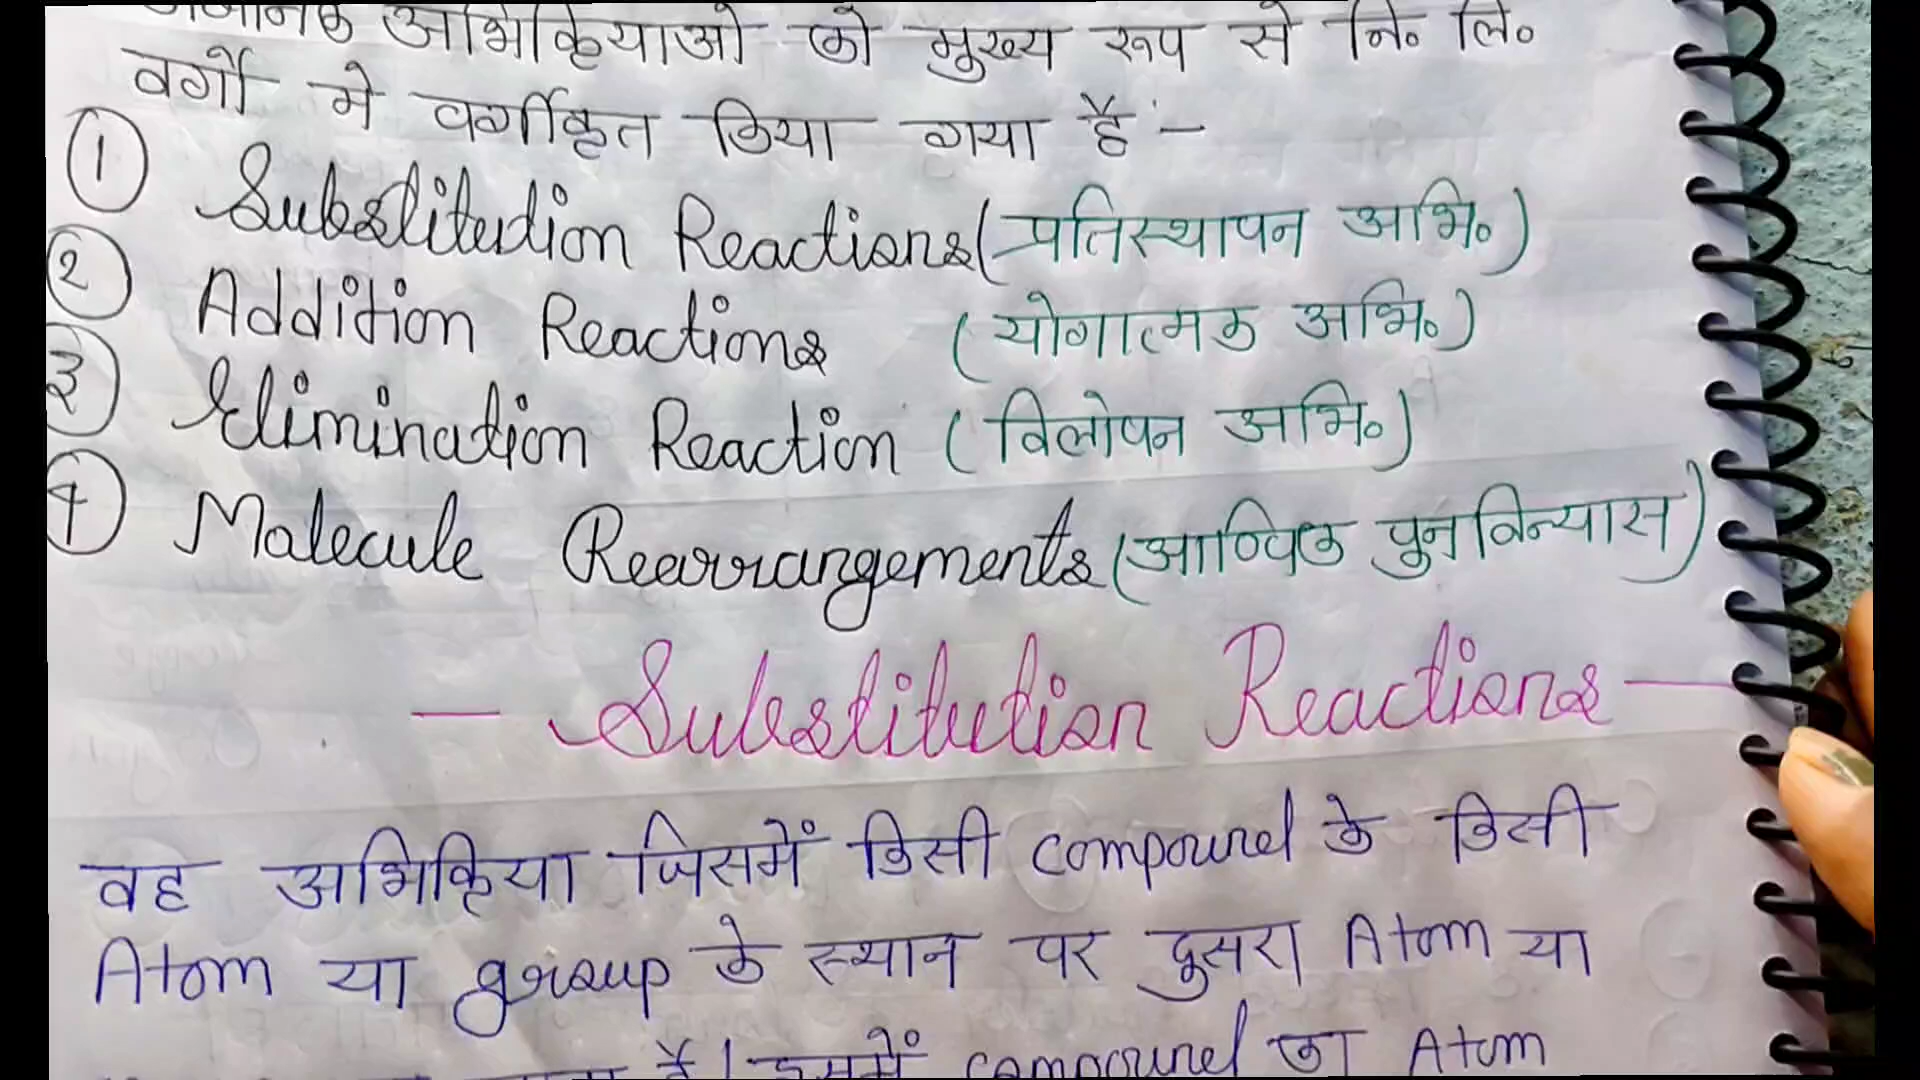 अभिक्रियाओ को मुख्य रूप से नि० लि०
वर्गो मे वर्गीकृत किया गया है :-
① Substitution Reactions (प्रतिस्थापन अभि०)
② Addition Reactions (योगात्मक अभि०)
③ Elimination Reaction (विलोपन अभि०)
④ Malecule Rearrangements (आण्विक पुनर्विन्यास)
— Substitution Reactions —
वह अभिक्रिया जिसमें किसी compound के किसी
Atom या group के स्थान पर दुसरा Atom या
है। इसमें compound का Atom